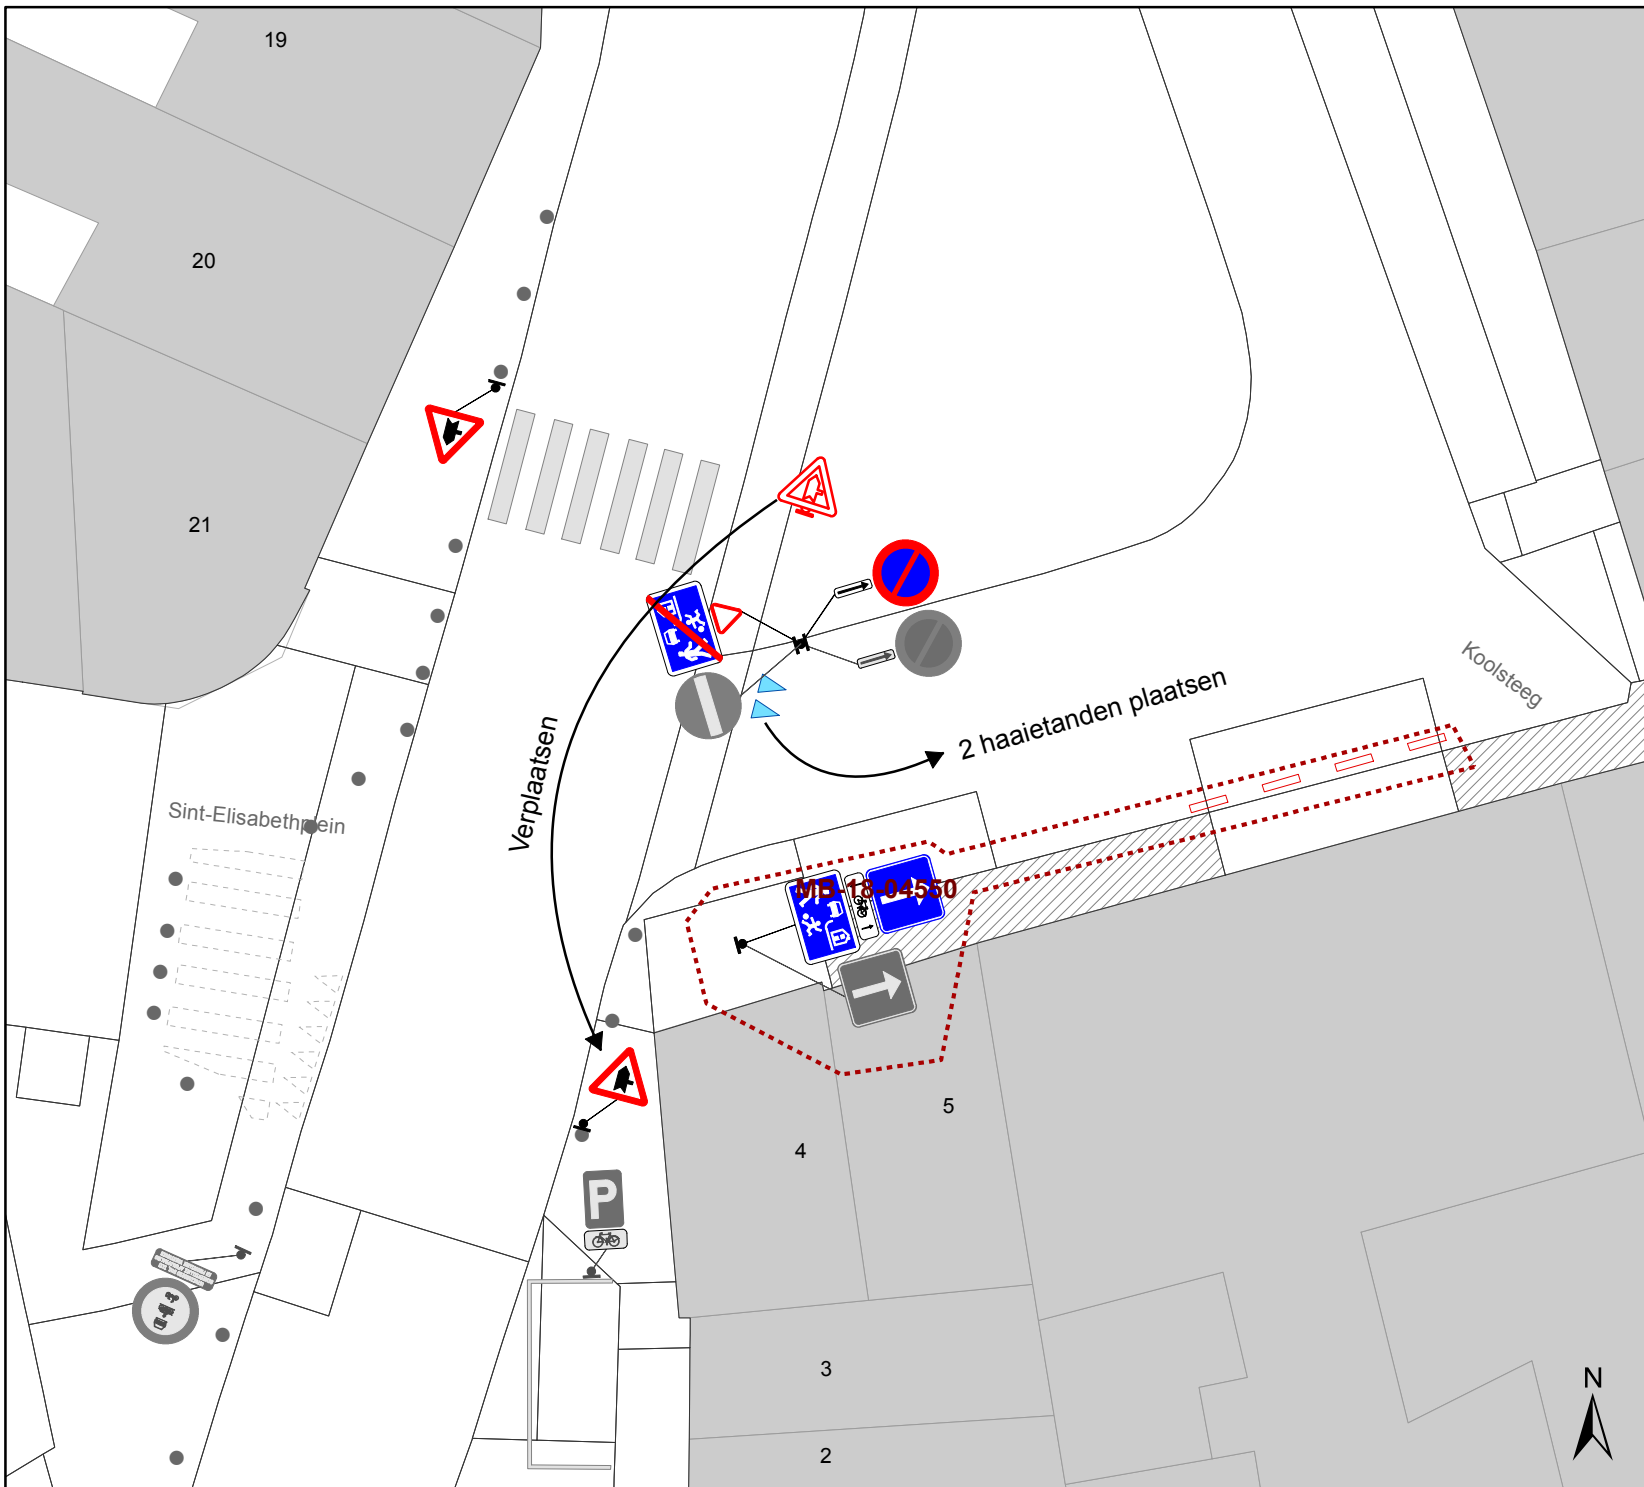 19
20
21
Koolsteeg
2 haaietanden plaatsen
Verplaatsen
Sint-Elisabethplein
MB-18-04550
5
4
P
3
2
N